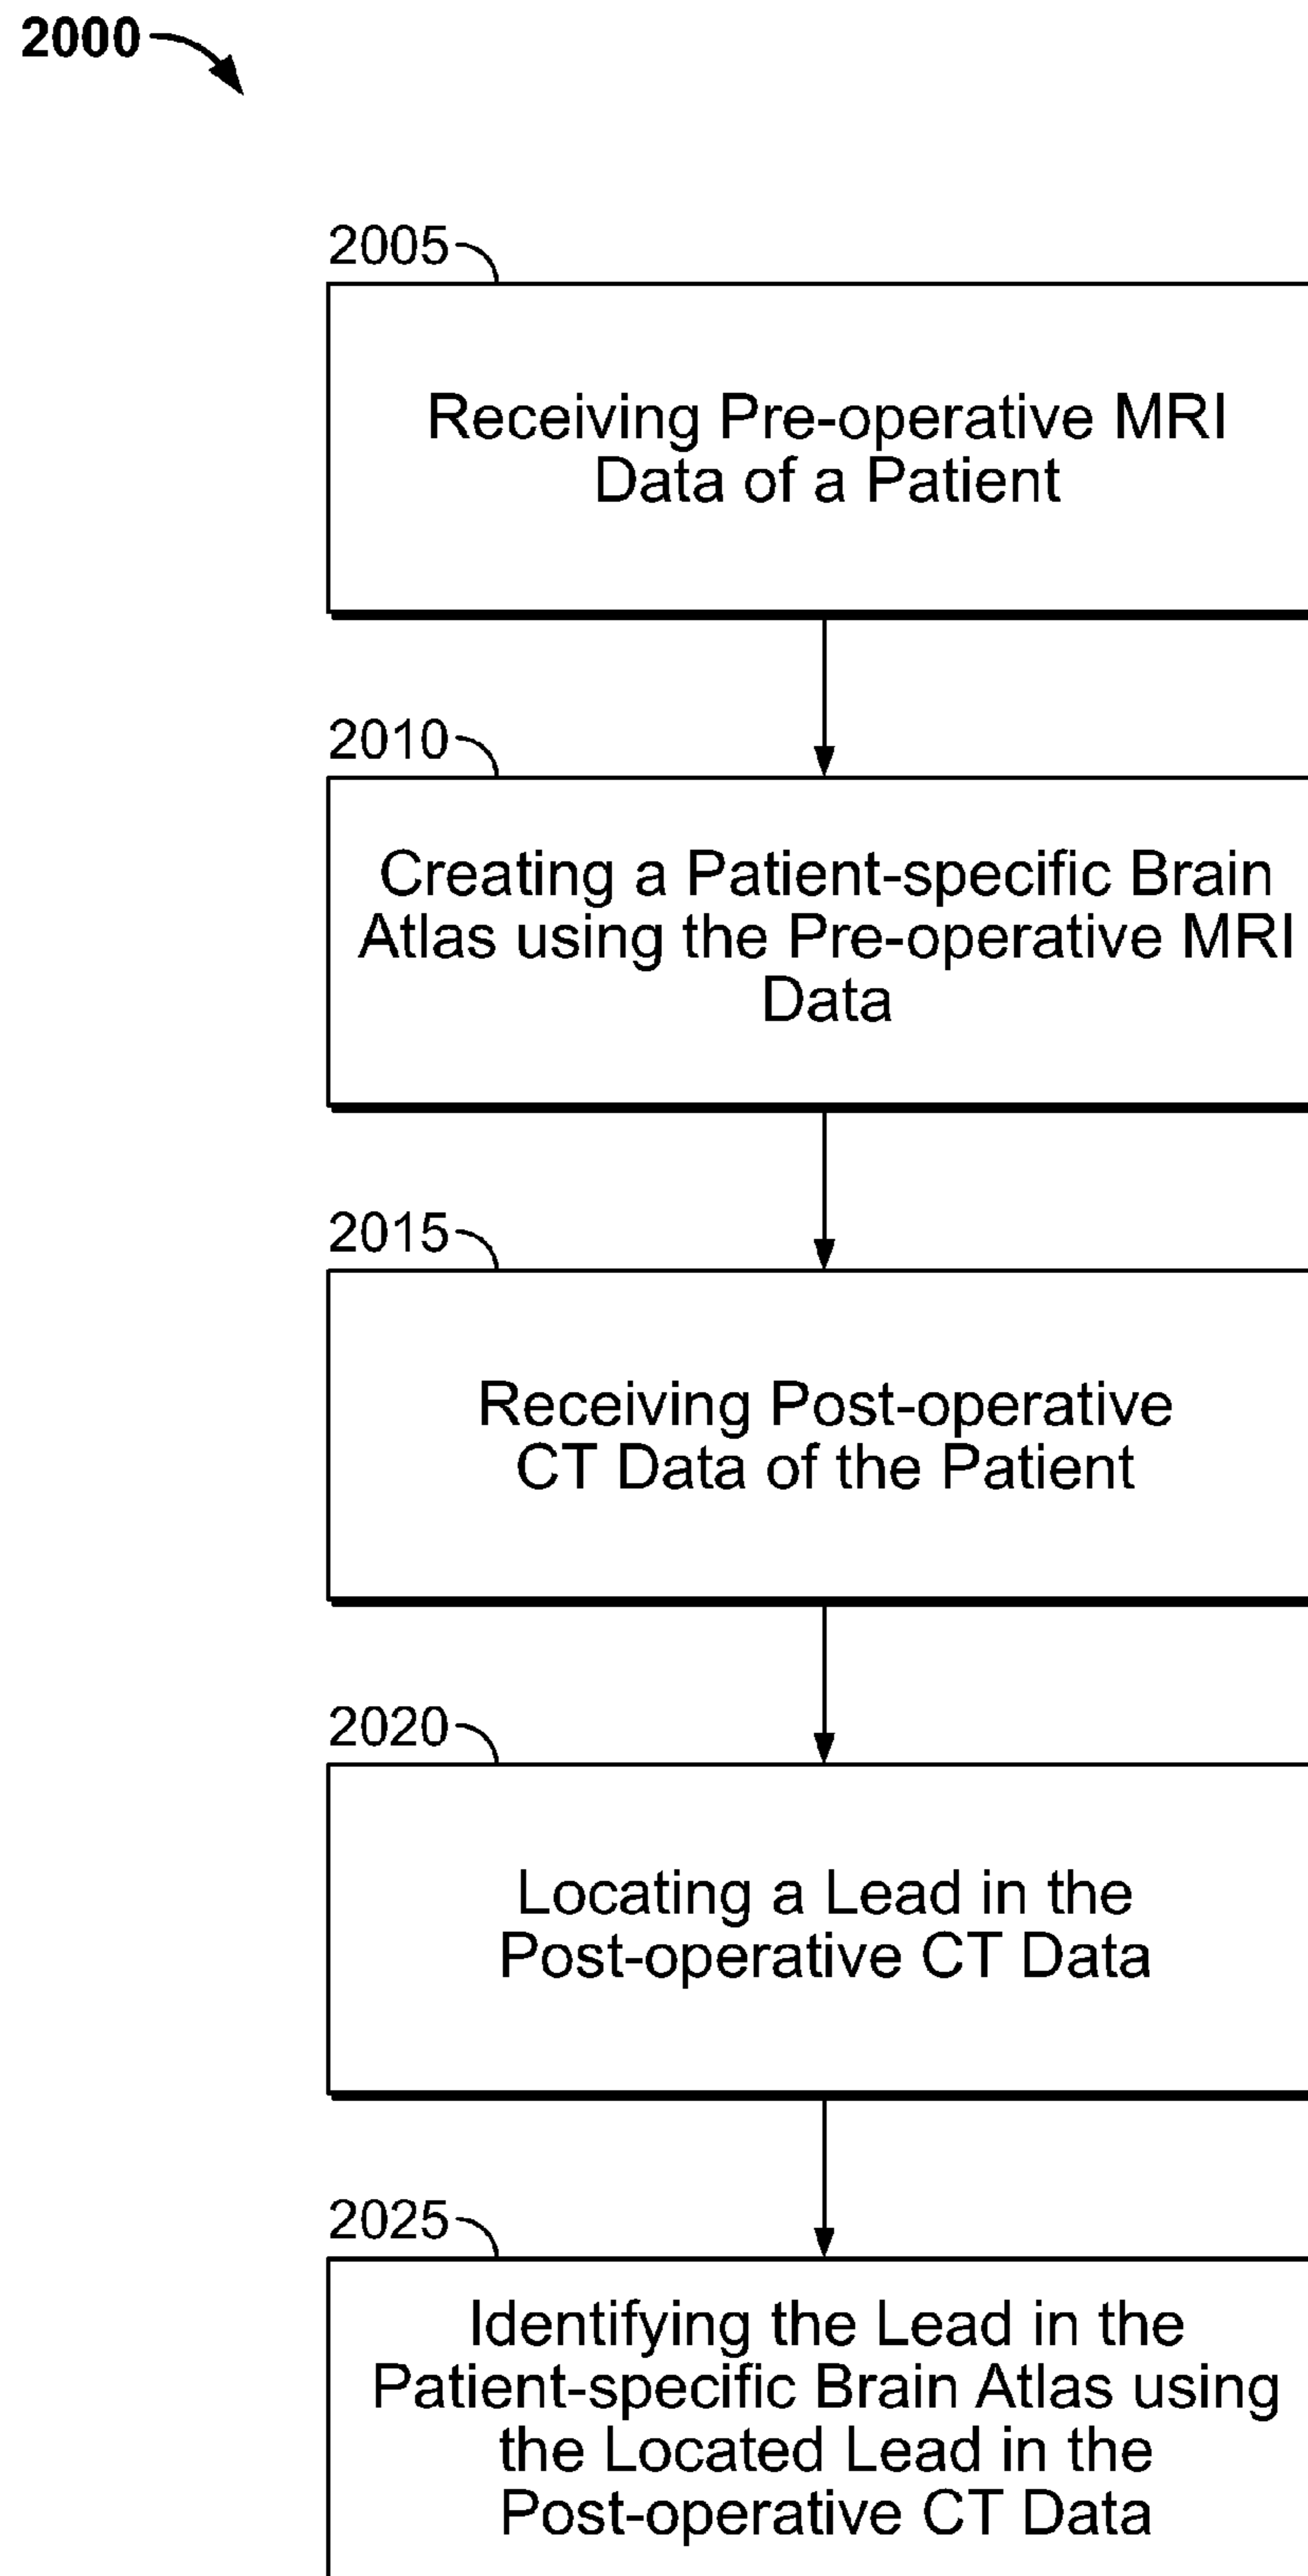 2000
2005
Receiving Pre-operative MRI
Data of a Patient
2010
Creating a Patient-specific Brain
Atlas using the Pre-operative MRI
Data
2015
Receiving Post-operative
CT Data of the Patient
2020
Locating a Lead in the
Post-operative CT Data
2025
Identifying the Lead in the
Patient-specific Brain Atlas using
the Located Lead in the
Post-operative CT Data